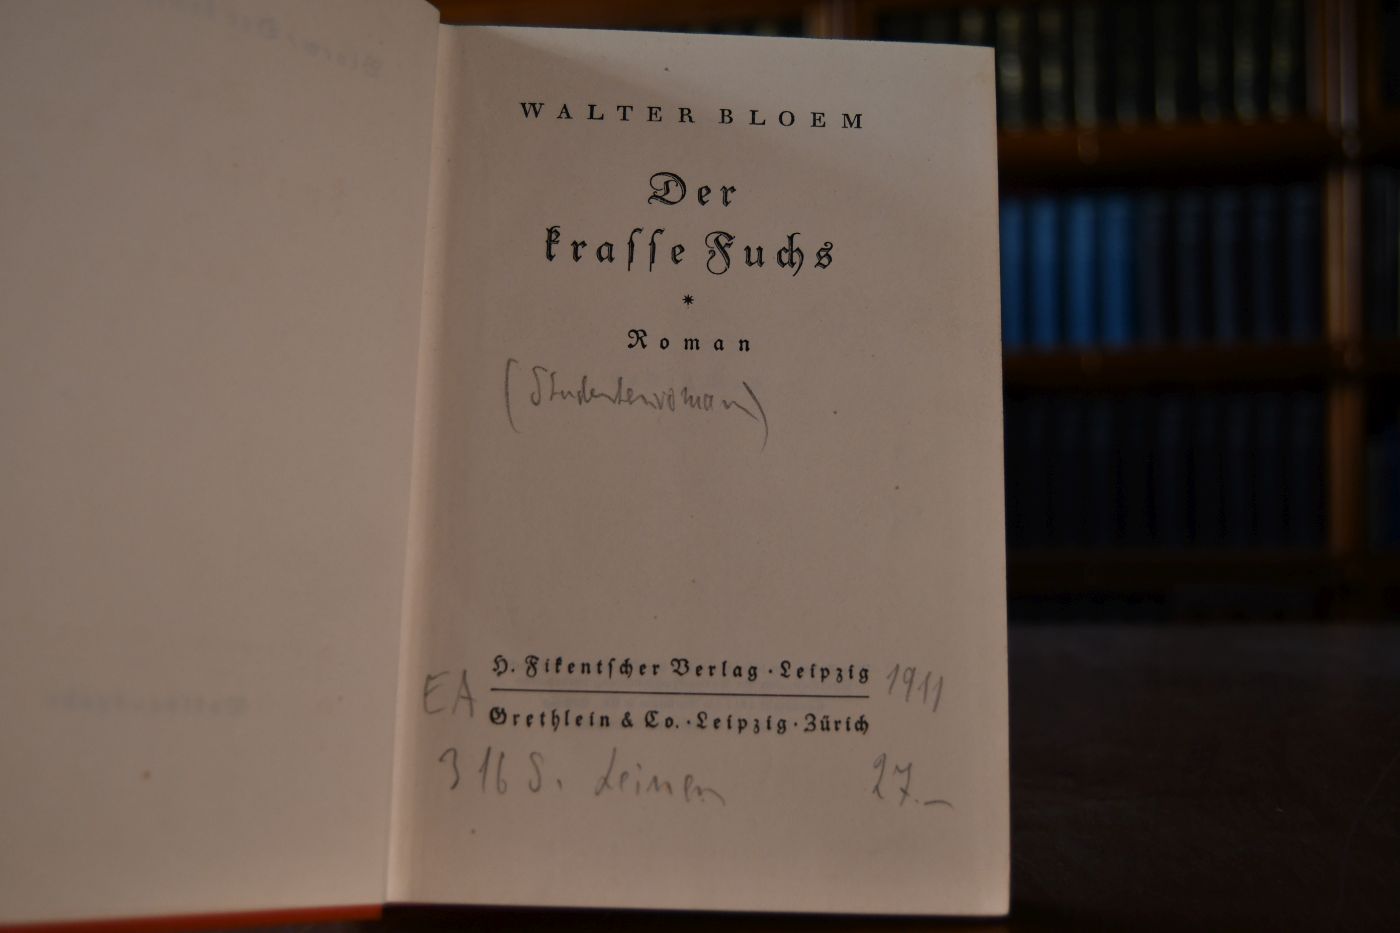 WALTER BLOEM
Der
kraſſe Fuchs
*
Roman
(Studentenroman)
H. Fikentſcher Verlag · Leipzig 1911
EA
Grethlein & Co. · Leipzig · Zürich
316 S. Leinen 27.–